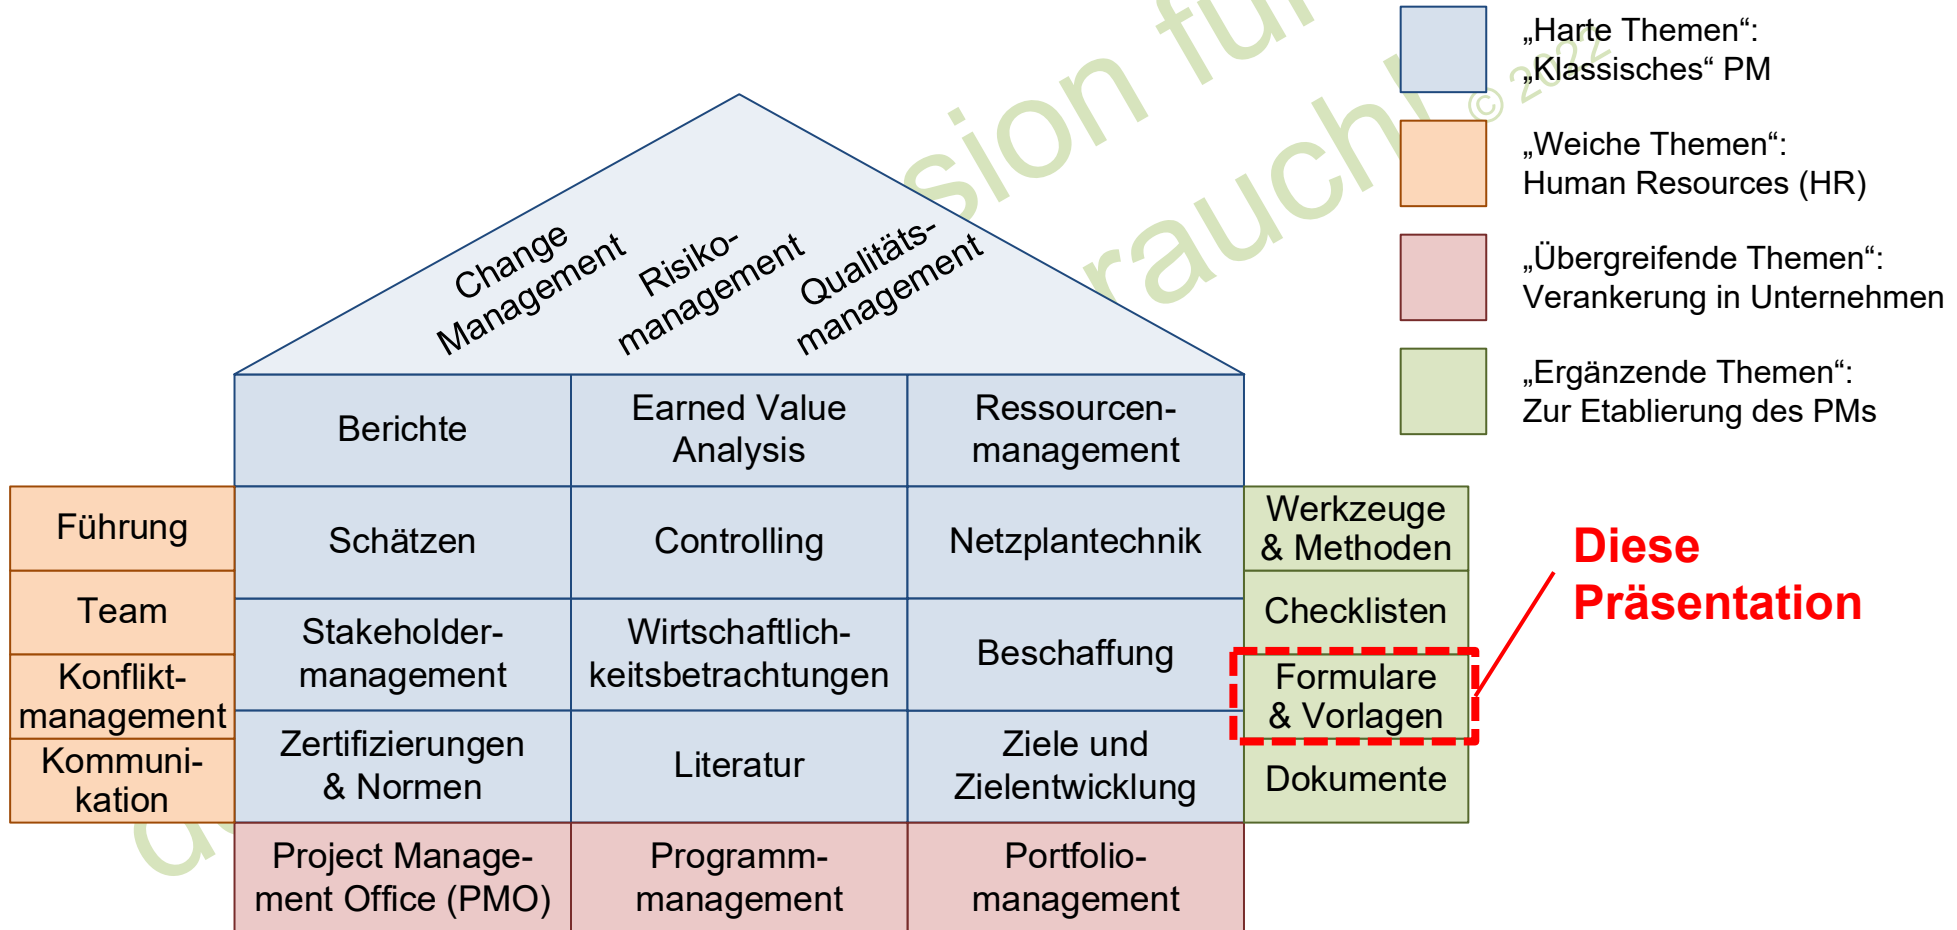 „Harte Themen“:
„Klassisches“ PM
„Weiche Themen“:
Human Resources (HR)
„Übergreifende Themen“:
Verankerung in Unternehmen
„Ergänzende Themen“:
Zur Etablierung des PMs
© 2022
Change
Management
Risiko-
management
Qualitäts-
management
Berichte
Earned Value
Analysis
Ressourcen-
management
Führung
Team
Konflikt-
management
Kommuni-
kation
Schätzen
Controlling
Netzplantechnik
Stakeholder-
management
Wirtschaftlich-
keitsbetrachtungen
Beschaffung
Zertifizierungen
& Normen
Literatur
Ziele und
Zielentwicklung
Werkzeuge
& Methoden
Checklisten
Formulare
& Vorlagen
Dokumente
Diese
Präsentation
Project Manage-
ment Office (PMO)
Programm-
management
Portfolio-
management